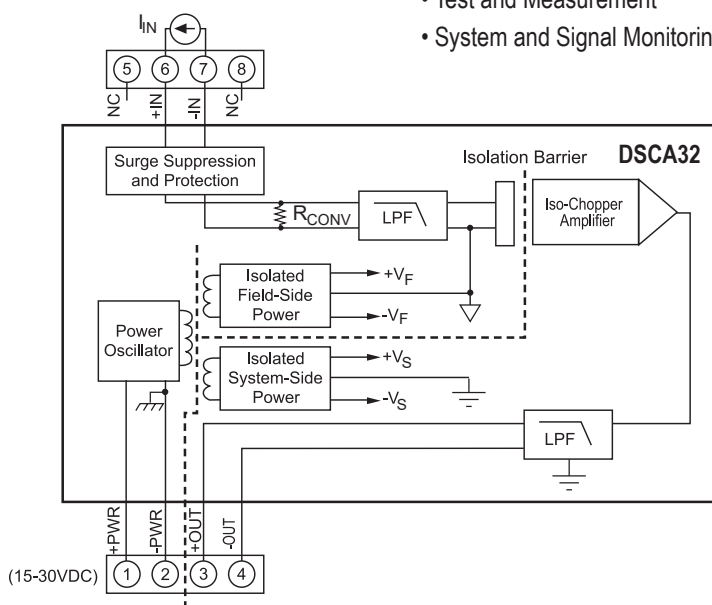 • Test and Measurement
• System and Signal Monitorin
I_IN
5 6 7 8
NC +IN -IN NC
Surge Suppression
and Protection
Isolation Barrier
DSCA32
R_CONV
LPF
Iso-Chopper
Amplifier
Isolated
Field-Side
Power
+V_F
-V_F
Power
Oscillator
Isolated
System-Side
Power
+V_S
-V_S
LPF
+PWR -PWR +OUT -OUT
(15-30VDC) 1 2 3 4